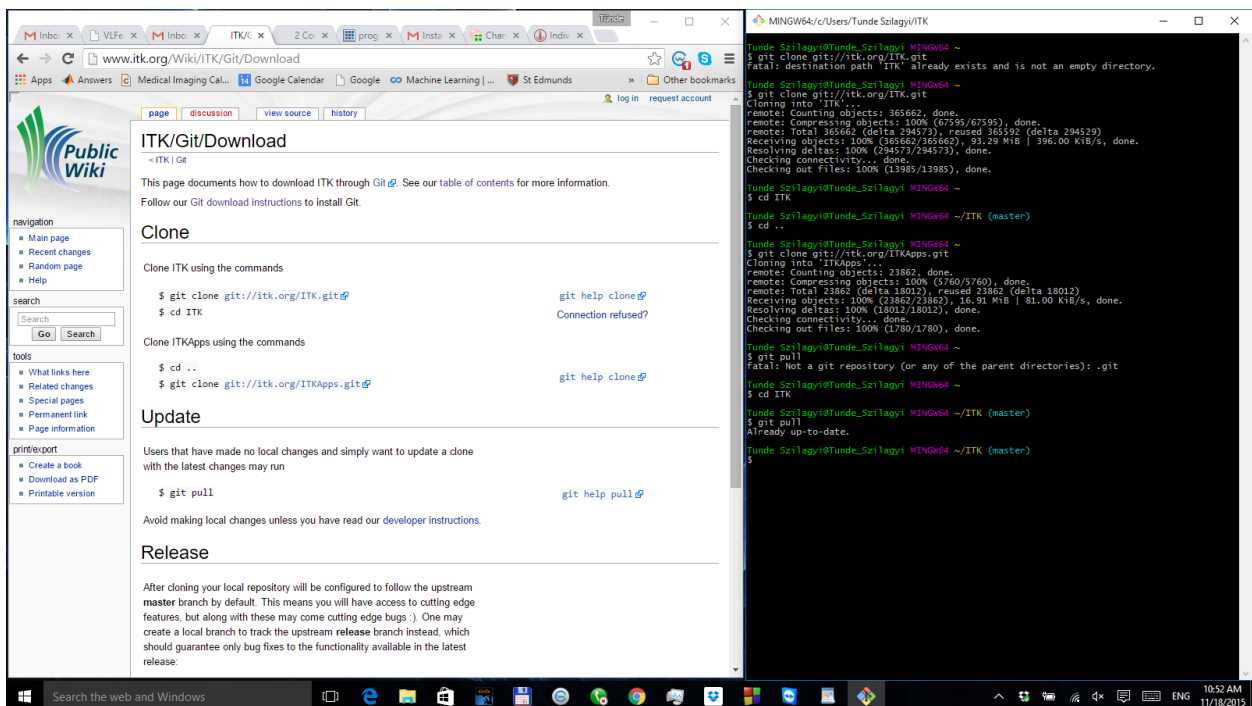 Tünde
Inbo
VLFe
Inbo
ITK/C
2 Co
prog
Insta
Chan
Indiv
www.itk.org/Wiki/ITK/Git/Download
Apps
Answers
Medical Imaging Cal...
Google Calendar
Google
Machine Learning | ...
St Edmunds
»
Other bookmarks
log in request account
page discussion view source history
Public
Wiki
ITK/Git/Download
< ITK | Git
This page documents how to download ITK through Git. See our table of contents for more information.
Follow our Git download instructions to install Git.
Clone
Clone ITK using the commands
$ git clone git://itk.org/ITK.git
git help clone
$ cd ITK
Connection refused?
Clone ITKApps using the commands
$ cd ..
$ git clone git://itk.org/ITKApps.git
git help clone
Update
Users that have made no local changes and simply want to update a clone
with the latest changes may run
$ git pull
git help pull
Avoid making local changes unless you have read our developer instructions.
Release
After cloning your local repository will be configured to follow the upstream
master branch by default. This means you will have access to cutting edge
features, but along with these may come cutting edge bugs :). One may
create a local branch to track the upstream release branch instead, which
should guarantee only bug fixes to the functionality available in the latest
release:
navigation
Main page
Recent changes
Random page
Help
search
Search
Go Search
tools
What links here
Related changes
Special pages
Permanent link
Page information
print/export
Create a book
Download as PDF
Printable version
MINGW64:/c/Users/Tunde Szilagyi/ITK
Tunde Szilagyi@Tunde_Szilagyi MINGW64 ~
$ git clone git://itk.org/ITK.git
fatal: destination path 'ITK' already exists and is not an empty directory.
Tunde Szilagyi@Tunde_Szilagyi MINGW64 ~
$ git clone git://itk.org/ITK.git
Cloning into 'ITK'...
remote: Counting objects: 365662, done.
remote: Compressing objects: 100% (67595/67595), done.
remote: Total 365662 (delta 294573), reused 365592 (delta 294529)
Receiving objects: 100% (365662/365662), 93.29 MiB | 396.00 KiB/s, done.
Resolving deltas: 100% (294573/294573), done.
Checking connectivity... done.
Checking out files: 100% (13985/13985), done.
Tunde Szilagyi@Tunde_Szilagyi MINGW64 ~
$ cd ITK
Tunde Szilagyi@Tunde_Szilagyi MINGW64 ~/ITK (master)
$ cd ..
Tunde Szilagyi@Tunde_Szilagyi MINGW64 ~
$ git clone git://itk.org/ITKApps.git
Cloning into 'ITKApps'...
remote: Counting objects: 23862, done.
remote: Compressing objects: 100% (5760/5760), done.
remote: Total 23862 (delta 18012), reused 23862 (delta 18012)
Receiving objects: 100% (23862/23862), 16.91 MiB | 81.00 KiB/s, done.
Resolving deltas: 100% (18012/18012), done.
Checking connectivity... done.
Checking out files: 100% (1780/1780), done.
Tunde Szilagyi@Tunde_Szilagyi MINGW64 ~
$ git pull
fatal: Not a git repository (or any of the parent directories): .git
Tunde Szilagyi@Tunde_Szilagyi MINGW64 ~
$ cd ITK
Tunde Szilagyi@Tunde_Szilagyi MINGW64 ~/ITK (master)
$ git pull
Already up-to-date.
Tunde Szilagyi@Tunde_Szilagyi MINGW64 ~/ITK (master)
$
Search the web and Windows
ENG
10:52 AM
11/18/2015